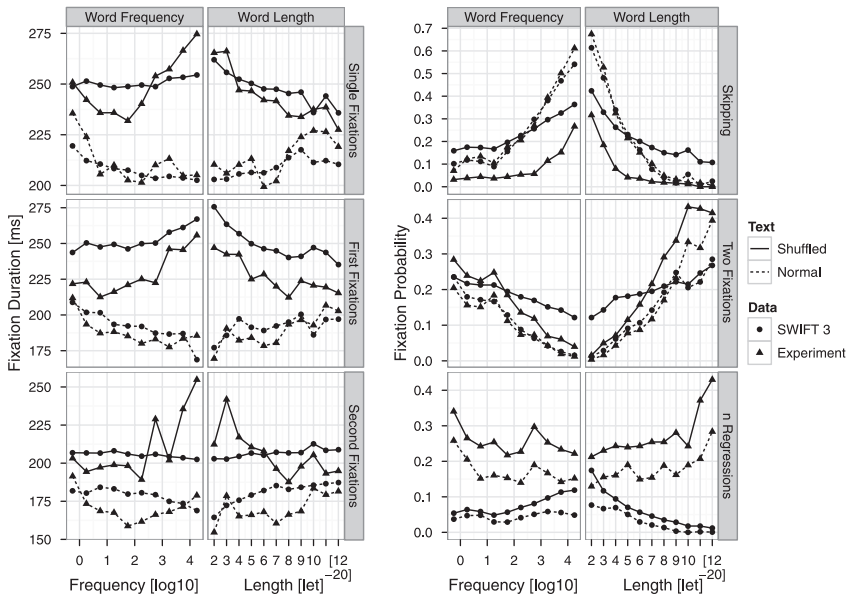 Word Frequency
Word Length
Fixation Duration [ms]
275
250
225
200
Single Fixations
275
250
225
200
175
First Fixations
250
225
200
175
150
Second Fixations
0 1 2 3 4
2 3 4 5 6 7 8 9 10 [12
-20]
Frequency [log10]
Length [let]
Word Frequency
Word Length
Fixation Probability
0.7
0.6
0.5
0.4
0.3
0.2
0.1
0.0
Skipping
0.4
0.3
0.2
0.1
0.0
Two Fixations
0.4
0.3
0.2
0.1
0.0
n Regressions
0 1 2 3 4
2 3 4 5 6 7 8 9 10 [12
-20]
Frequency [log10]
Length [let]
Text
Shuffled
Normal
Data
SWIFT 3
Experiment